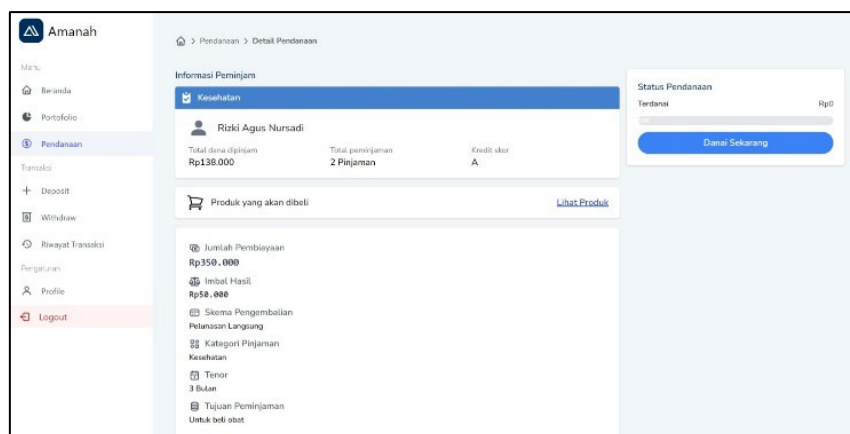 Amanah
Menu
Beranda
Portofolio
Pendanaan
Transaksi
Deposit
Withdraw
Riwayat Transaksi
Pengaturan
Profile
Logout
> Pendanaan > Detail Pendanaan
Informasi Peminjam
Kesehatan
Rizki Agus Nursadi
Total dana dipinjam Total peminjaman Kredit skor
Rp138.000 2 Pinjaman A
Produk yang akan dibeli Lihat Produk
Jumlah Pembiayaan
Rp350.000
Imbal Hasil
Rp50.000
Skema Pengembalian
Pelunasan Langsung
Kategori Pinjaman
Kesehatan
Tenor
3 Bulan
Tujuan Peminjaman
Untuk beli obat
Status Pendanaan
Terdanai Rp0
Danai Sekarang